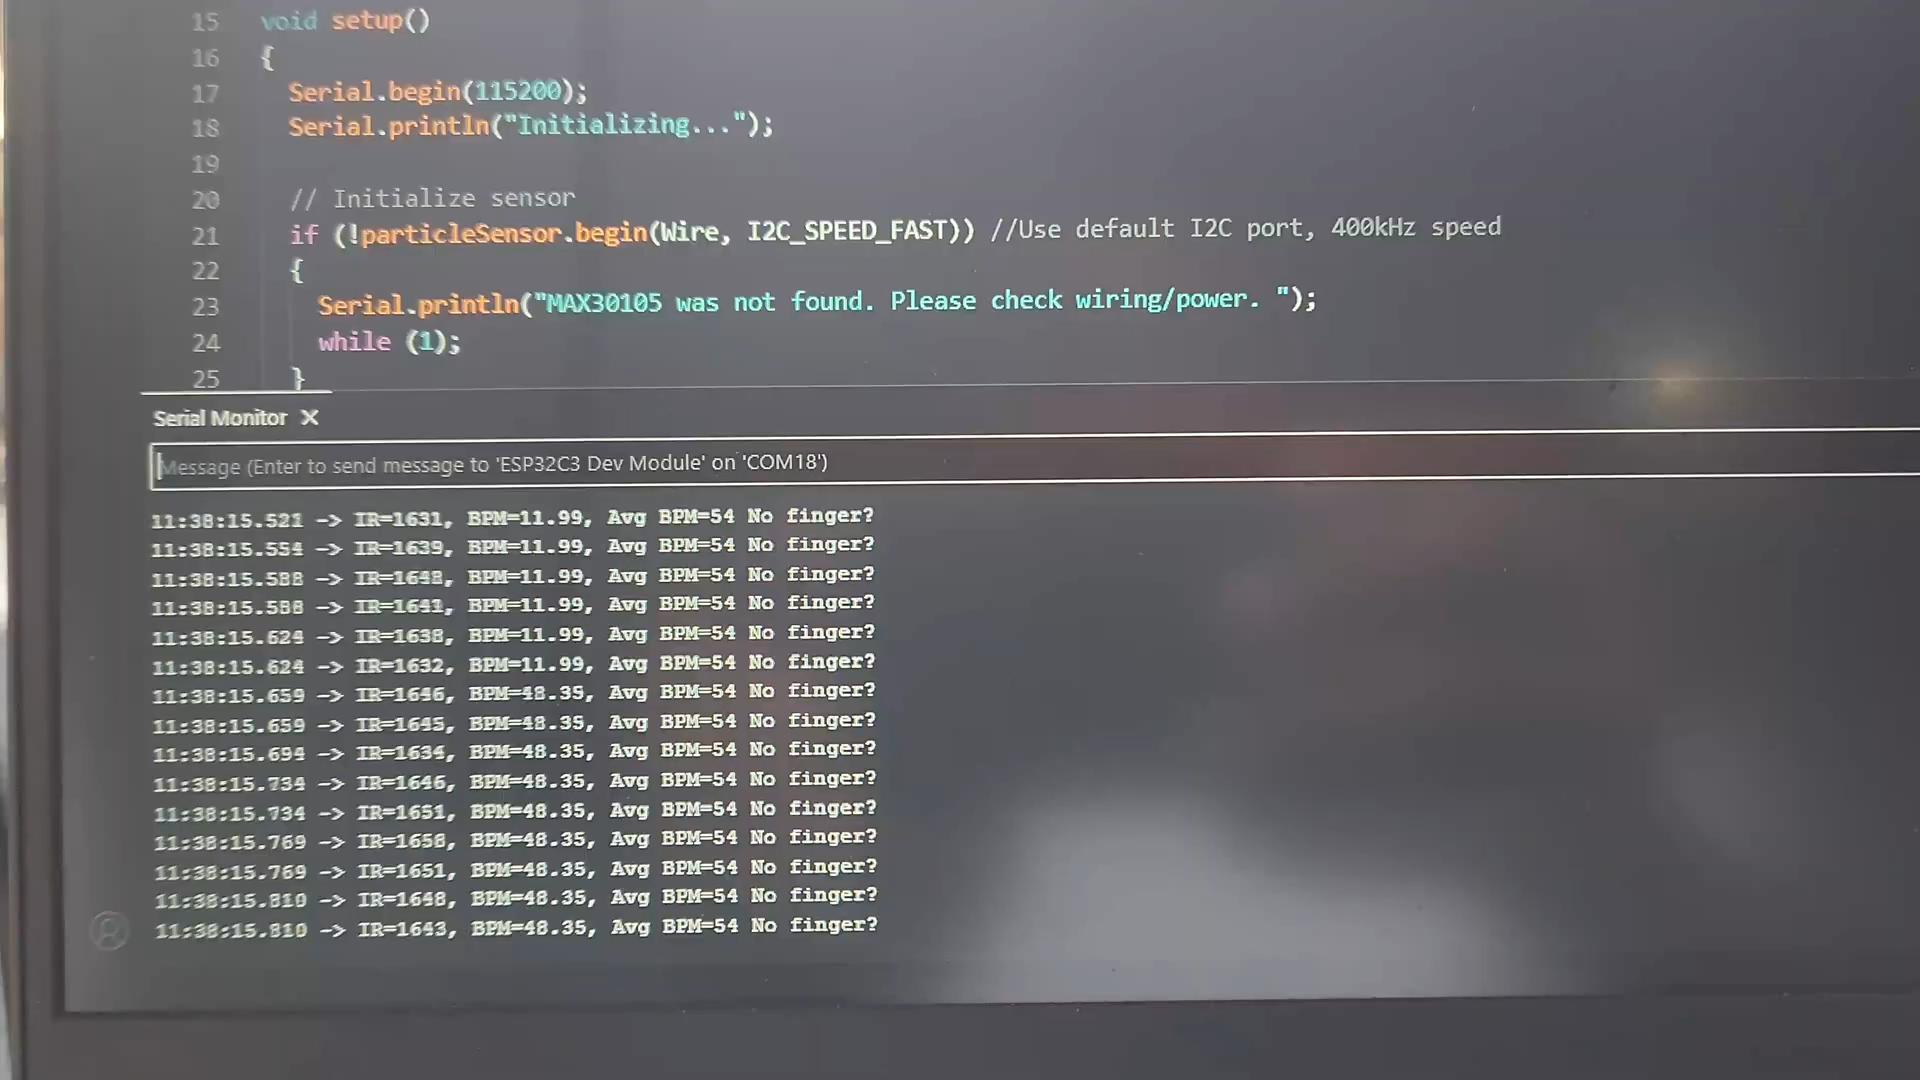 15 void setup()
16 {
17 Serial.begin(115200);
18 Serial.println("Initializing...");
19
20 // Initialize sensor
21 if (!particleSensor.begin(Wire, I2C_SPEED_FAST)) //Use default I2C port, 400kHz speed
22 {
23 Serial.println("MAX30105 was not found. Please check wiring/power. ");
24 while (1);
25 }
Serial Monitor X
Message (Enter to send message to 'ESP32C3 Dev Module' on 'COM18')
11:38:15.521 -> IR=1631, BPM=11.99, Avg BPM=54 No finger?
11:38:15.554 -> IR=1639, BPM=11.99, Avg BPM=54 No finger?
11:38:15.588 -> IR=1648, BPM=11.99, Avg BPM=54 No finger?
11:38:15.588 -> IR=1641, BPM=11.99, Avg BPM=54 No finger?
11:38:15.624 -> IR=1638, BPM=11.99, Avg BPM=54 No finger?
11:38:15.624 -> IR=1632, BPM=11.99, Avg BPM=54 No finger?
11:38:15.659 -> IR=1646, BPM=48.35, Avg BPM=54 No finger?
11:38:15.659 -> IR=1645, BPM=48.35, Avg BPM=54 No finger?
11:38:15.694 -> IR=1634, BPM=48.35, Avg BPM=54 No finger?
11:38:15.734 -> IR=1646, BPM=48.35, Avg BPM=54 No finger?
11:38:15.734 -> IR=1651, BPM=48.35, Avg BPM=54 No finger?
11:38:15.769 -> IR=1658, BPM=48.35, Avg BPM=54 No finger?
11:38:15.769 -> IR=1651, BPM=48.35, Avg BPM=54 No finger?
11:38:15.810 -> IR=1648, BPM=48.35, Avg BPM=54 No finger?
11:38:15.810 -> IR=1643, BPM=48.35, Avg BPM=54 No finger?